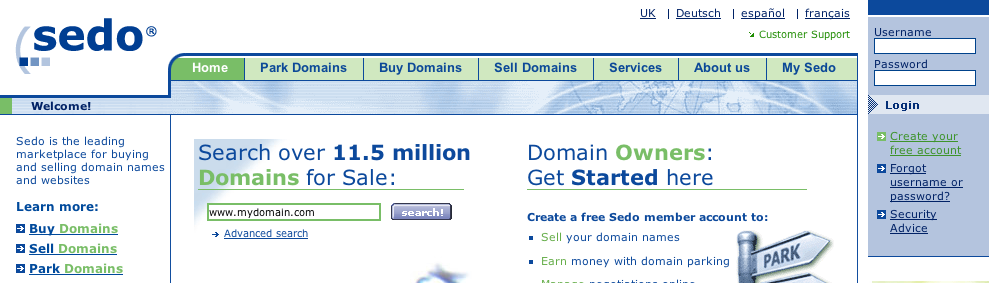 sedo®
UK | Deutsch | español | français
Customer Support
Home
Park Domains
Buy Domains
Sell Domains
Services
About us
My Sedo
Welcome!
Sedo is the leading
marketplace for buying
and selling domain names
and websites
Learn more:
Buy Domains
Sell Domains
Park Domains
Search over 11.5 million
Domains for Sale:
www.mydomain.com
search!
Advanced search
Domain Owners:
Get Started here
Create a free Sedo member account to:
Sell your domain names
Earn money with domain parking
Manage negotiations online
PARK
Username
Password
Login
Create your
free account
Forgot
username or
password?
Security
Advice